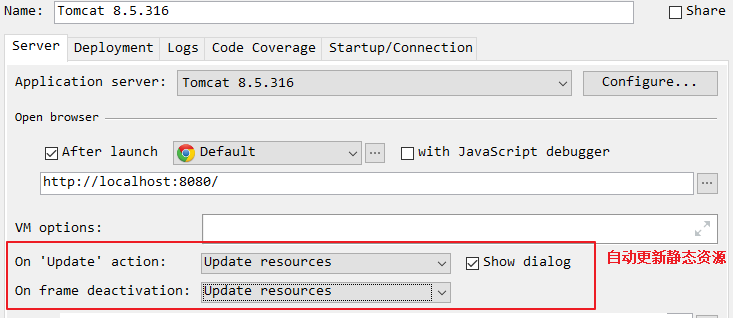 Name: Tomcat 8.5.316 Share
Server Deployment Logs Code Coverage Startup/Connection
Application server: Tomcat 8.5.316 Configure...
Open browser
After launch Default ... with JavaScript debugger
http://localhost:8080/ ...
VM options:
On 'Update' action: Update resources Show dialog 自动更新静态资源
On frame deactivation: Update resources